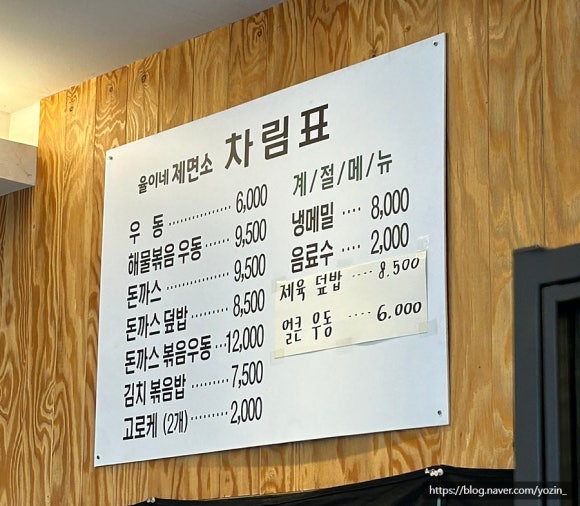 율이네 제면소 차림표
우 동 ················ 6,000
해물볶음 우동 ······ 9,500
돈까스 ·············· 9,500
돈까스 덮밥 ········ 8,500
돈까스 볶음우동 ···12,000
김치 볶음밥 ········· 7,500
고로케 (2개) ········· 2,000
계/절/메/뉴
냉메밀 ···· 8,000
음료수 ···· 2,000
제육 덮밥 ···· 8.500
얼큰 우동 ···· 6.000
https://blog.naver.com/yozin_